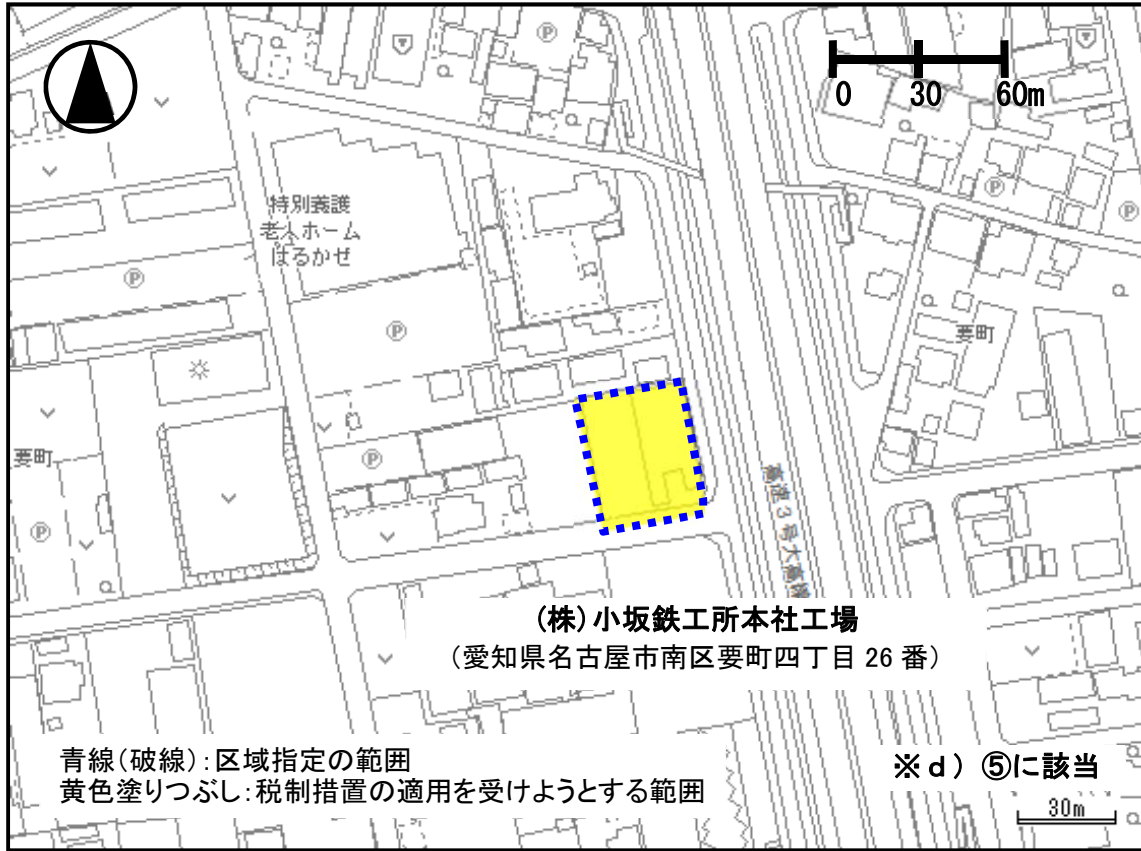 0 30 60m
特別養護
老人ホーム
はるかぜ
要町
要町
高速3号大高線
(株)小坂鉄工所本社工場
(愛知県名古屋市南区要町四丁目 26 番)
青線(破線):区域指定の範囲
黄色塗りつぶし:税制措置の適用を受けようとする範囲
※d) ⑤に該当
30m
Ⓟ
Ⓟ
Ⓟ
Ⓟ
Ⓟ
Ⓟ
Ⓟ